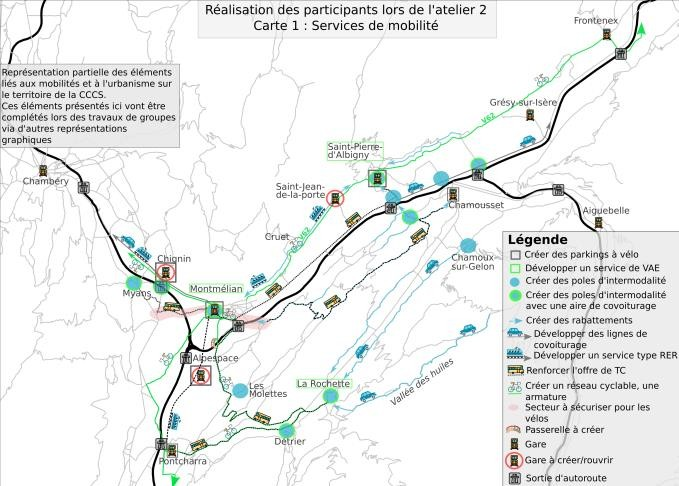 Réalisation des participants lors de l'atelier 2
Carte 1 : Services de mobilité
Représentation partielle des éléments
liés aux mobilités et à l'urbanisme sur
le territoire de la CCCS.
Ces éléments présentés ici vont être
complétés lors des travaux de groupes
via d'autres représentations
graphiques
Frontenex
Grésy-sur-Isère
V62
Saint-Pierre-
d'Albigny
Chambéry
Saint-Jean-
de-la-porte
Chamousset
Aiguebelle
Cruet
V62
Chamoux-
sur-Gelon
Chignin
Myans
Montmélian
Alpespace
Les
Molettes
La Rochette
Vallée des huiles
Détrier
Pontcharra
Légende
Créer des parkings à vélo
Développer un service de VAE
Créer des poles d'intermodalité
Créer des poles d'intermodalité
avec une aire de covoiturage
Créer des rabattements
Développer des lignes de
covoiturage
Développer un service type RER
Renforcer l'offre de TC
Créer un réseau cyclable, une
armature
Secteur à sécuriser pour les
vélos
Passerelle à créer
Gare
Gare à créer/rouvrir
Sortie d'autoroute